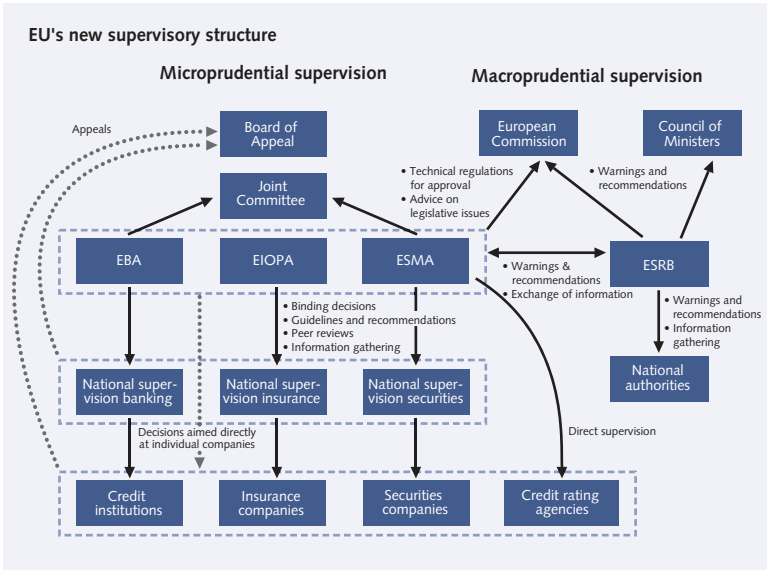 EU's new supervisory structure
Microprudential supervision
Macroprudential supervision
Appeals
Board of
Appeal
European
Commission
Council of
Ministers
Joint
Committee
• Technical regulations
for approval
• Advice on
legislative issues
• Warnings and
recommendations
EBA
EIOPA
ESMA
ESRB
• Warnings &
recommendations
• Exchange of information
• Binding decisions
• Guidelines and recommendations
• Peer reviews
• Information gathering
• Warnings and
recommendations
• Information
gathering
National super-
vision banking
National super-
vision insurance
National super-
vision securities
National
authorities
Decisions aimed directly
at individual companies
Direct supervision
Credit
institutions
Insurance
companies
Securities
companies
Credit rating
agencies